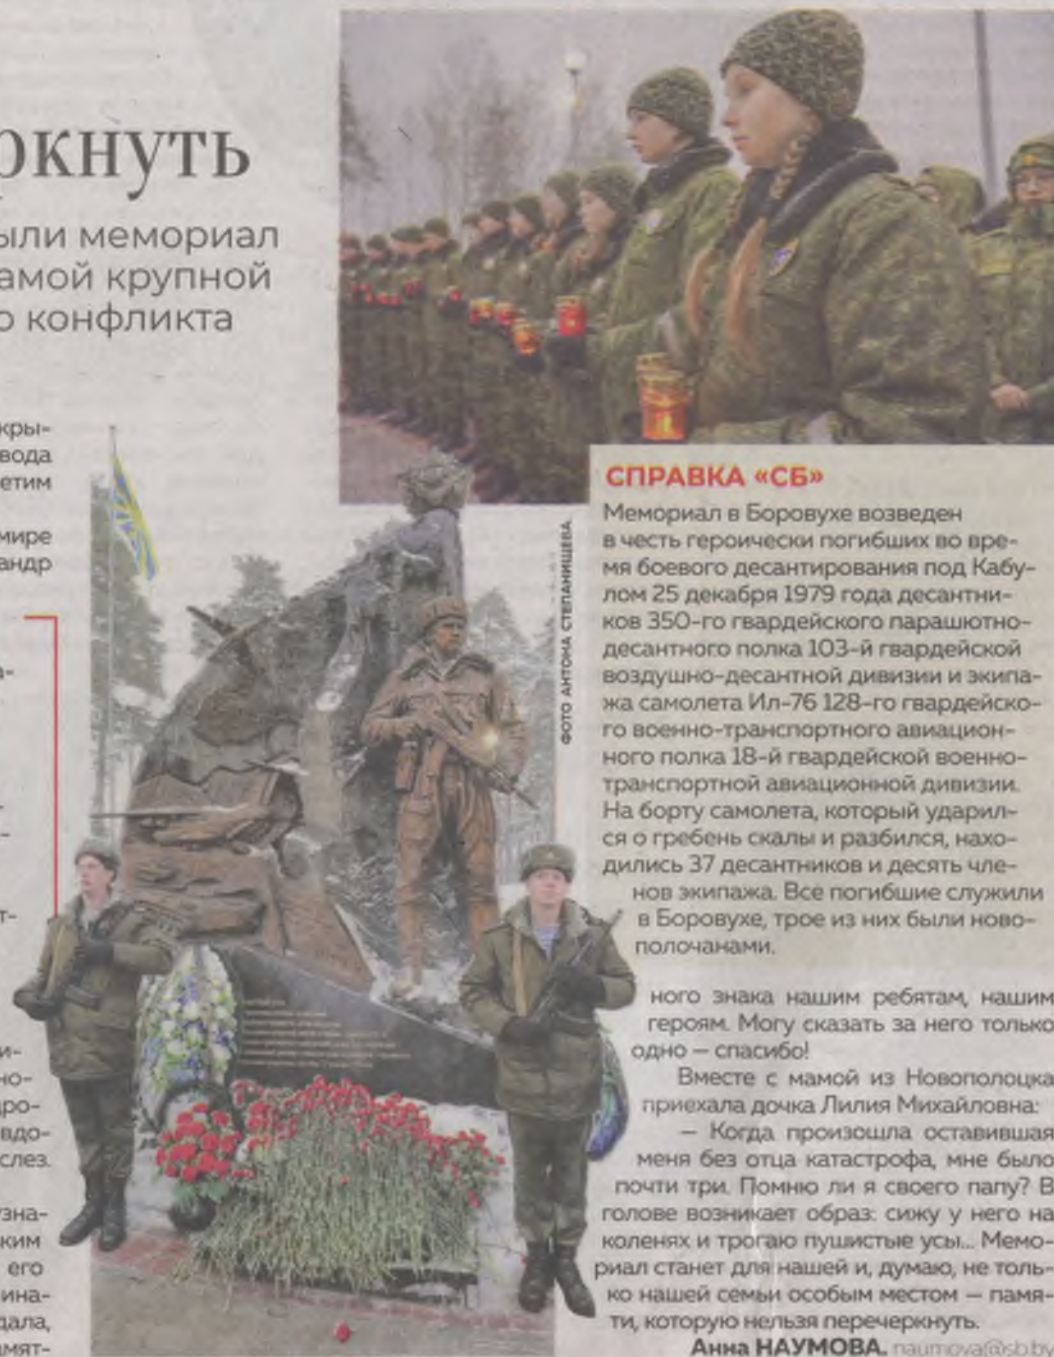 ркнуть
ыли мемориал
амой крупной
о конфликта
кры-
вода
етим
мире
андр
а-
т-
и-
но-
дро-
вдо-
слез.
узна-
ким
его
ина-
дала,
амят-
ФОТО АНТОНА СТЕПАНИЩЕВА.
СПРАВКА «СБ»
Мемориал в Боровухе возведен
в честь героически погибших во вре-
мя боевого десантирования под Кабу-
лом 25 декабря 1979 года десантни-
ков 350-го гвардейского парашютно-
десантного полка 103-й гвардейской
воздушно-десантной дивизии и экипа-
жа самолета Ил-76 128-го гвардейско-
го военно-транспортного авиацион-
ного полка 18-й гвардейской военно-
транспортной авиационной дивизии.
На борту самолета, который ударил-
ся о гребень скалы и разбился, нахо-
дились 37 десантников и десять чле-
нов экипажа. Все погибшие служили
в Боровухе, трое из них были ново-
полочанами.
ного знака нашим ребятам, нашим
героям. Могу сказать за него только
одно — спасибо!
Вместе с мамой из Новополоцка
приехала дочка Лилия Михайловна:
— Когда произошла оставившая
меня без отца катастрофа, мне было
почти три. Помню ли я своего папу? В
голове возникает образ: сижу у него на
коленях и трогаю пушистые усы... Мемо-
риал станет для нашей и, думаю, не толь-
ко нашей семьи особым местом — памя-
ти, которую нельзя перечеркнуть.
Анна НАУМОВА. naumova@sb.by